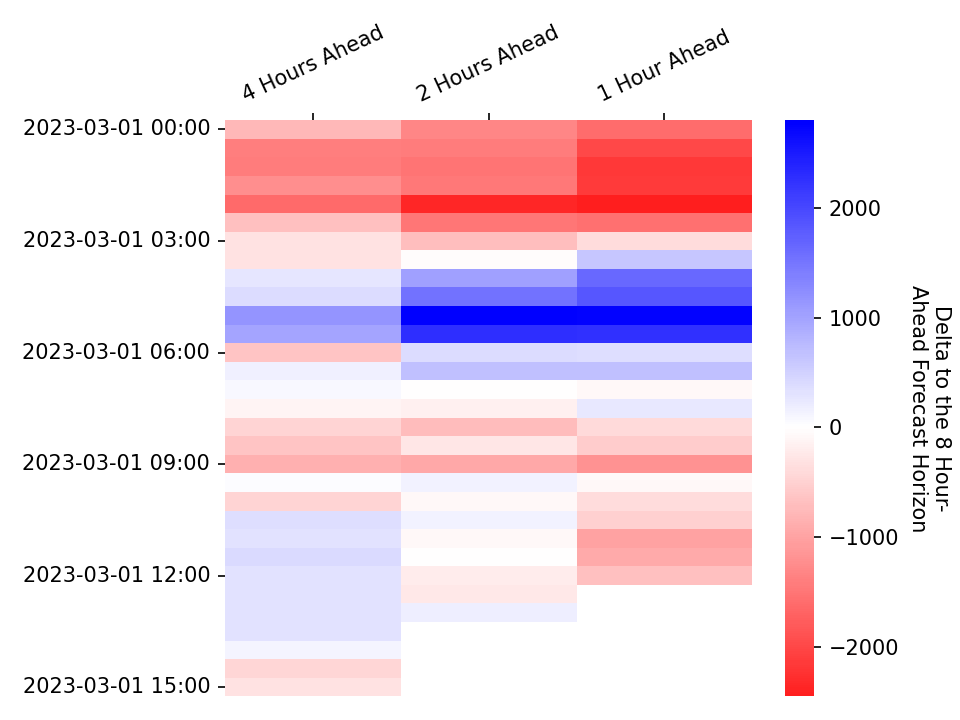 4 Hours Ahead
2 Hours Ahead
1 Hour Ahead
2023-03-01 00:00
2023-03-01 03:00
2023-03-01 06:00
2023-03-01 09:00
2023-03-01 12:00
2023-03-01 15:00
2000
1000
0
−1000
−2000
Delta to the 8 Hour-
Ahead Forecast Horizon